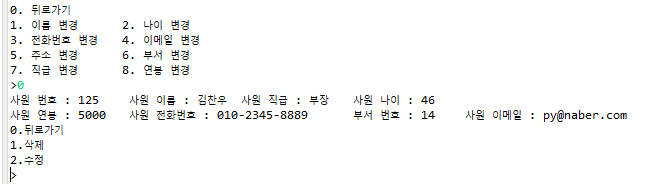 0. 뒤로가기
1. 이름 변경 2. 나이 변경
3. 전화번호 변경 4. 이메일 변경
5. 주소 변경 6. 부서 변경
7. 직급 변경 8. 연봉 변경
>0
사원 번호 : 125 사원 이름 : 김찬우 사원 직급 : 부장 사원 나이 : 46
사원 연봉 : 5000 사원 전화번호 : 010-2345-8889 부서 번호 : 14 사원 이메일 : py@naber.com
0.뒤로가기
1.삭제
2.수정
>